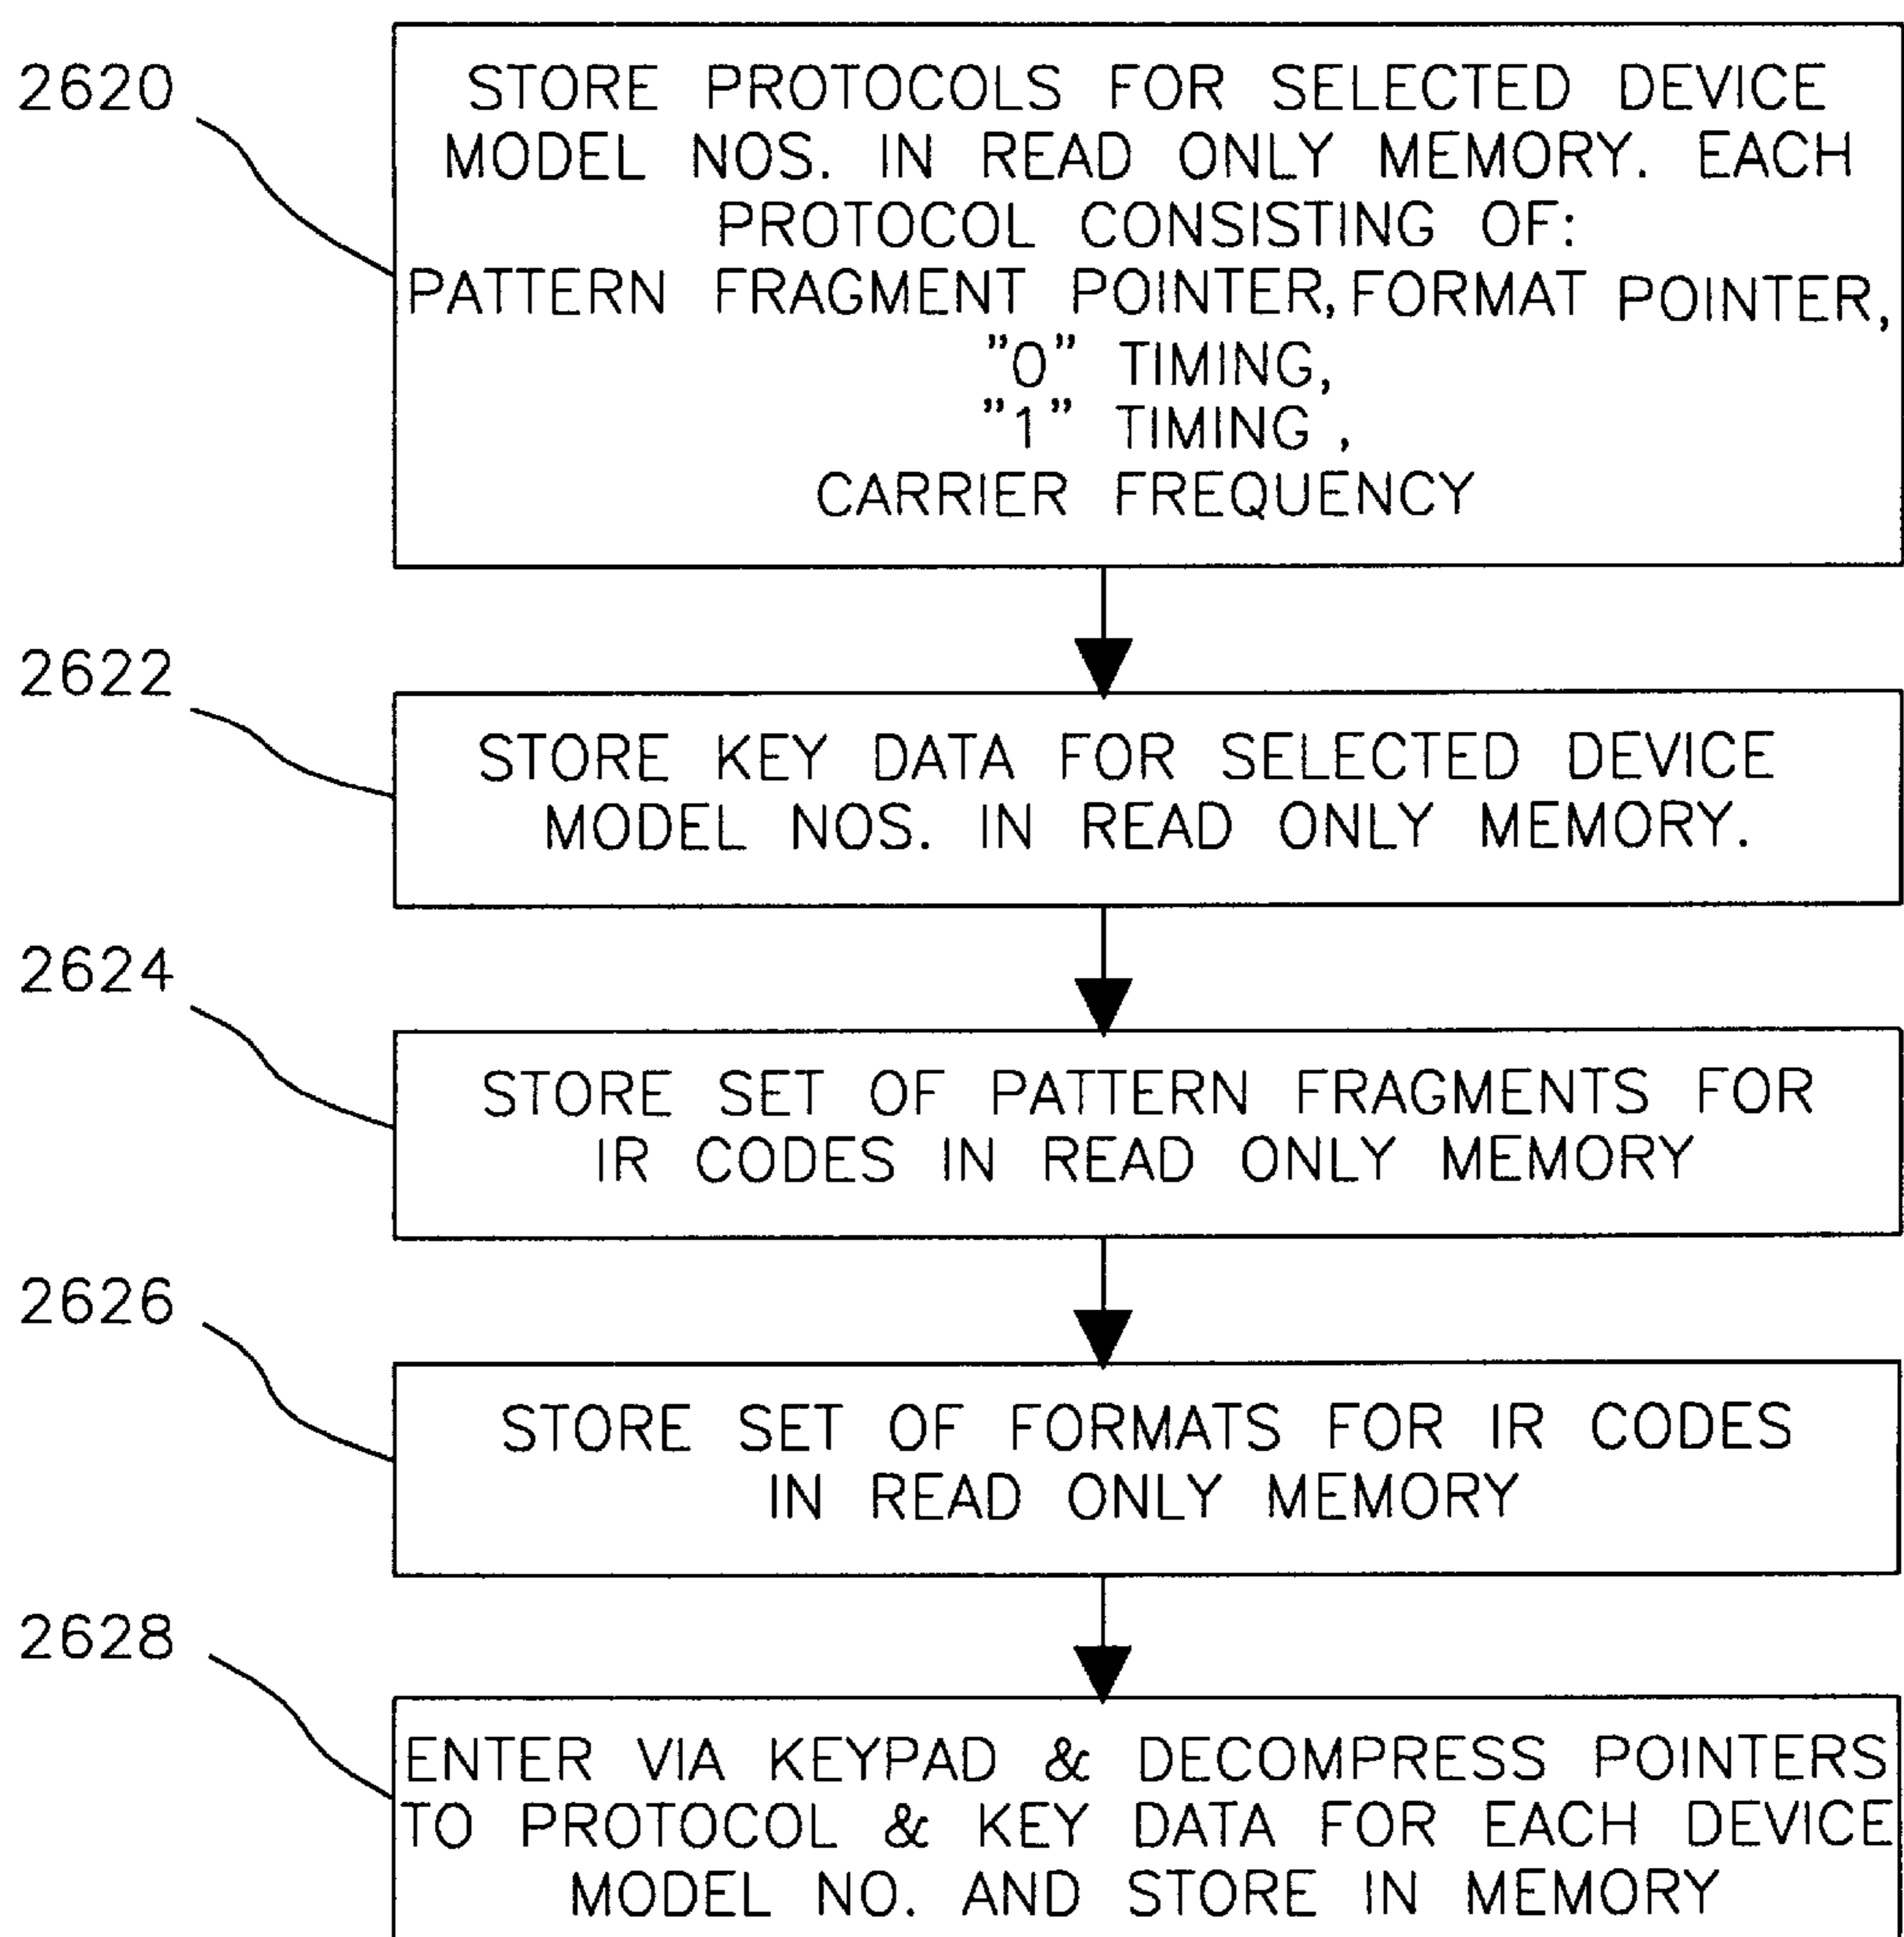 2620
STORE PROTOCOLS FOR SELECTED DEVICE
MODEL NOS. IN READ ONLY MEMORY. EACH
PROTOCOL CONSISTING OF:
PATTERN FRAGMENT POINTER, FORMAT POINTER,
"0" TIMING,
"1" TIMING ,
CARRIER FREQUENCY
2622
STORE KEY DATA FOR SELECTED DEVICE
MODEL NOS. IN READ ONLY MEMORY.
2624
STORE SET OF PATTERN FRAGMENTS FOR
IR CODES IN READ ONLY MEMORY
2626
STORE SET OF FORMATS FOR IR CODES
IN READ ONLY MEMORY
2628
ENTER VIA KEYPAD & DECOMPRESS POINTERS
TO PROTOCOL & KEY DATA FOR EACH DEVICE
MODEL NO. AND STORE IN MEMORY